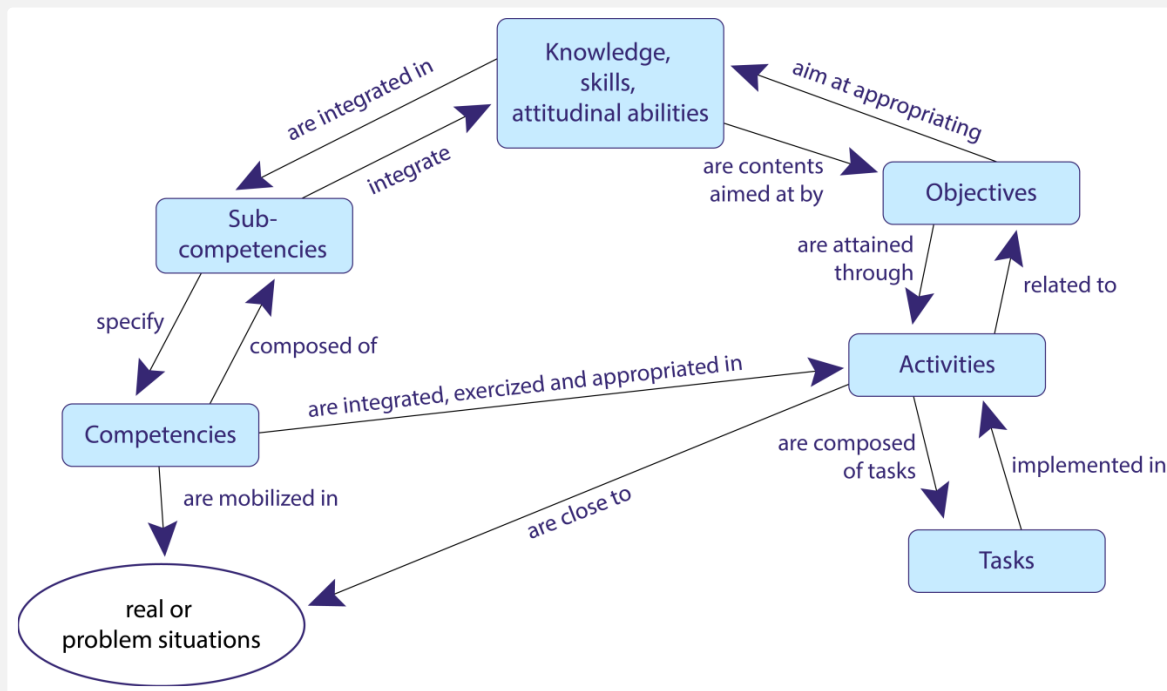 Knowledge,
skills,
attitudinal abilities
are integrated in
integrate
aim at appropriating
are contents
aimed at by
Objectives
Sub-
competencies
are attained
through
related to
specify
composed of
Activities
are integrated, exercized and appropriated in
Competencies
are composed
of tasks
implemented in
are mobilized in
are close to
Tasks
real or
problem situations